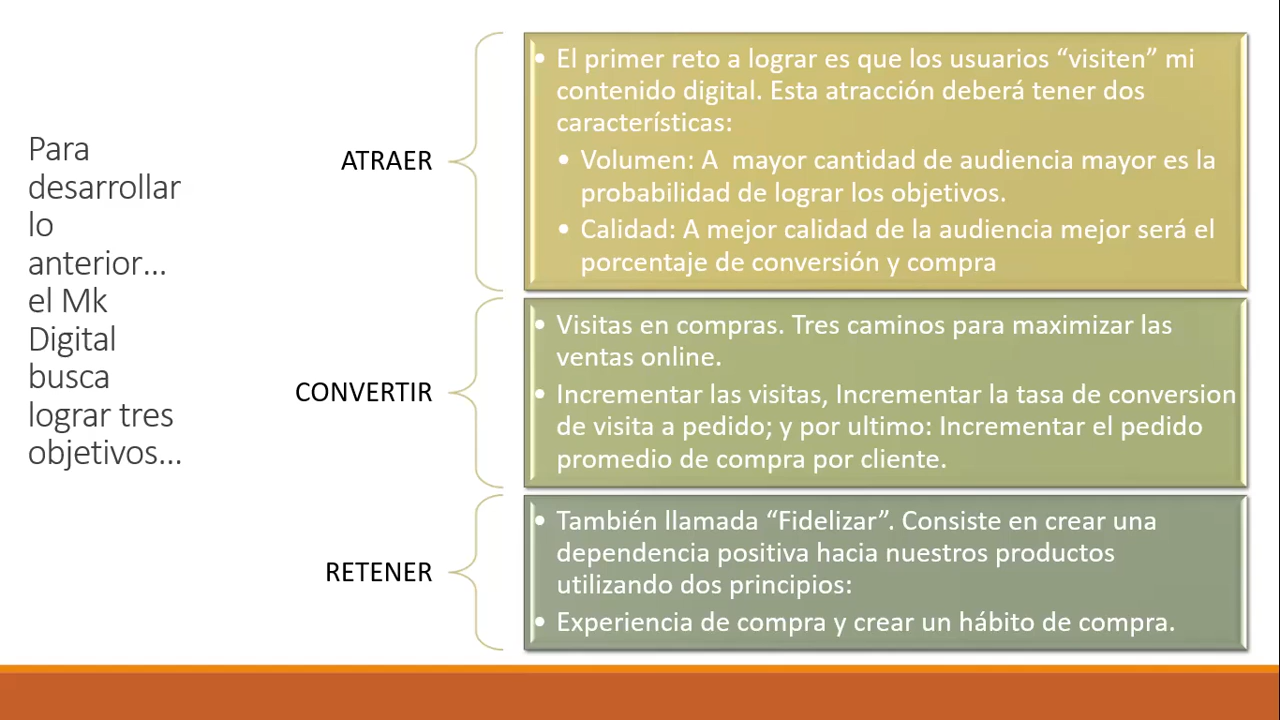 Para
desarrollar
lo
anterior...
el Mk
Digital
busca
lograr tres
objetivos...
ATRAER
• El primer reto a lograr es que los usuarios “visiten” mi
contenido digital. Esta atracción deberá tener dos
características:
• Volumen: A mayor cantidad de audiencia mayor es la
probabilidad de lograr los objetivos.
• Calidad: A mejor calidad de la audiencia mejor será el
porcentaje de conversión y compra
CONVERTIR
• Visitas en compras. Tres caminos para maximizar las
ventas online.
• Incrementar las visitas, Incrementar la tasa de conversion
de visita a pedido; y por ultimo: Incrementar el pedido
promedio de compra por cliente.
RETENER
• También llamada “Fidelizar”. Consiste en crear una
dependencia positiva hacia nuestros productos
utilizando dos principios:
• Experiencia de compra y crear un hábito de compra.